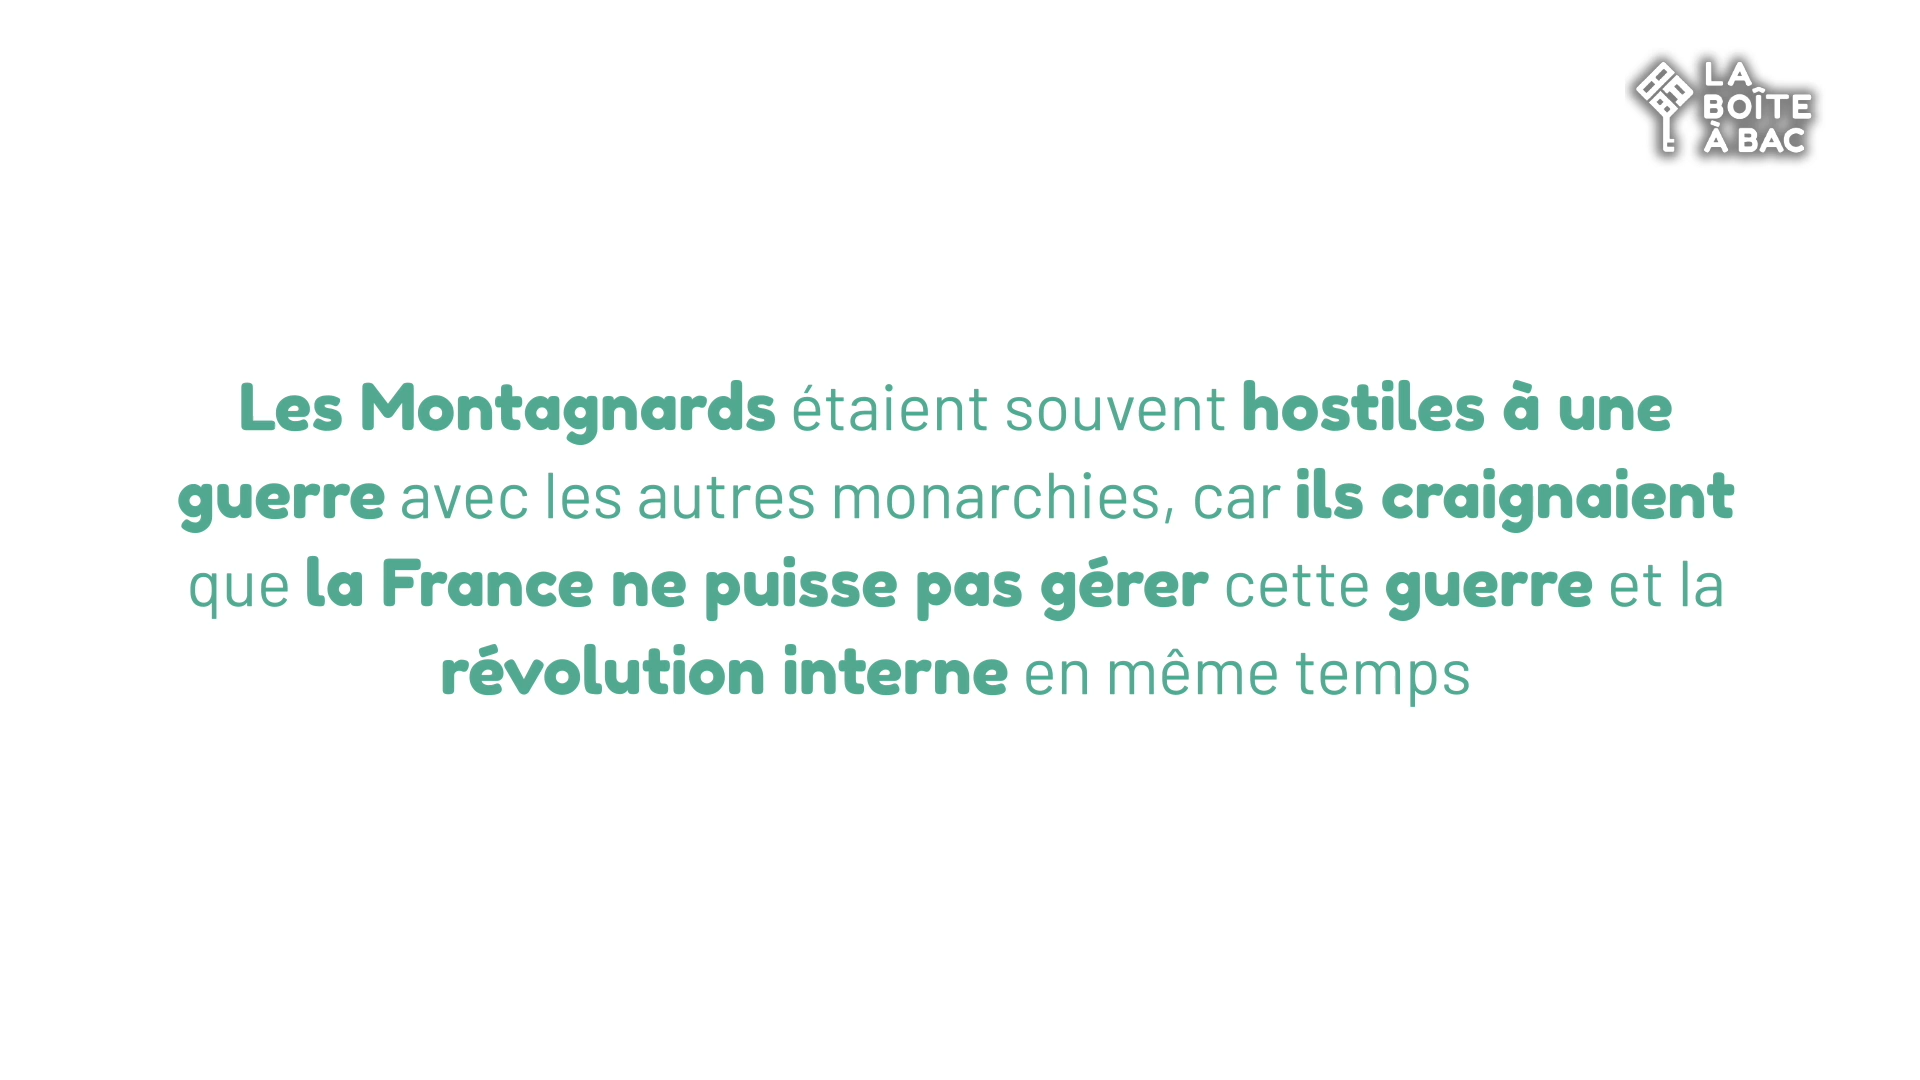 LA
BOÎTE
À BAC
Les Montagnards étaient souvent hostiles à une
guerre avec les autres monarchies, car ils craignaient
que la France ne puisse pas gérer cette guerre et la
révolution interne en même temps